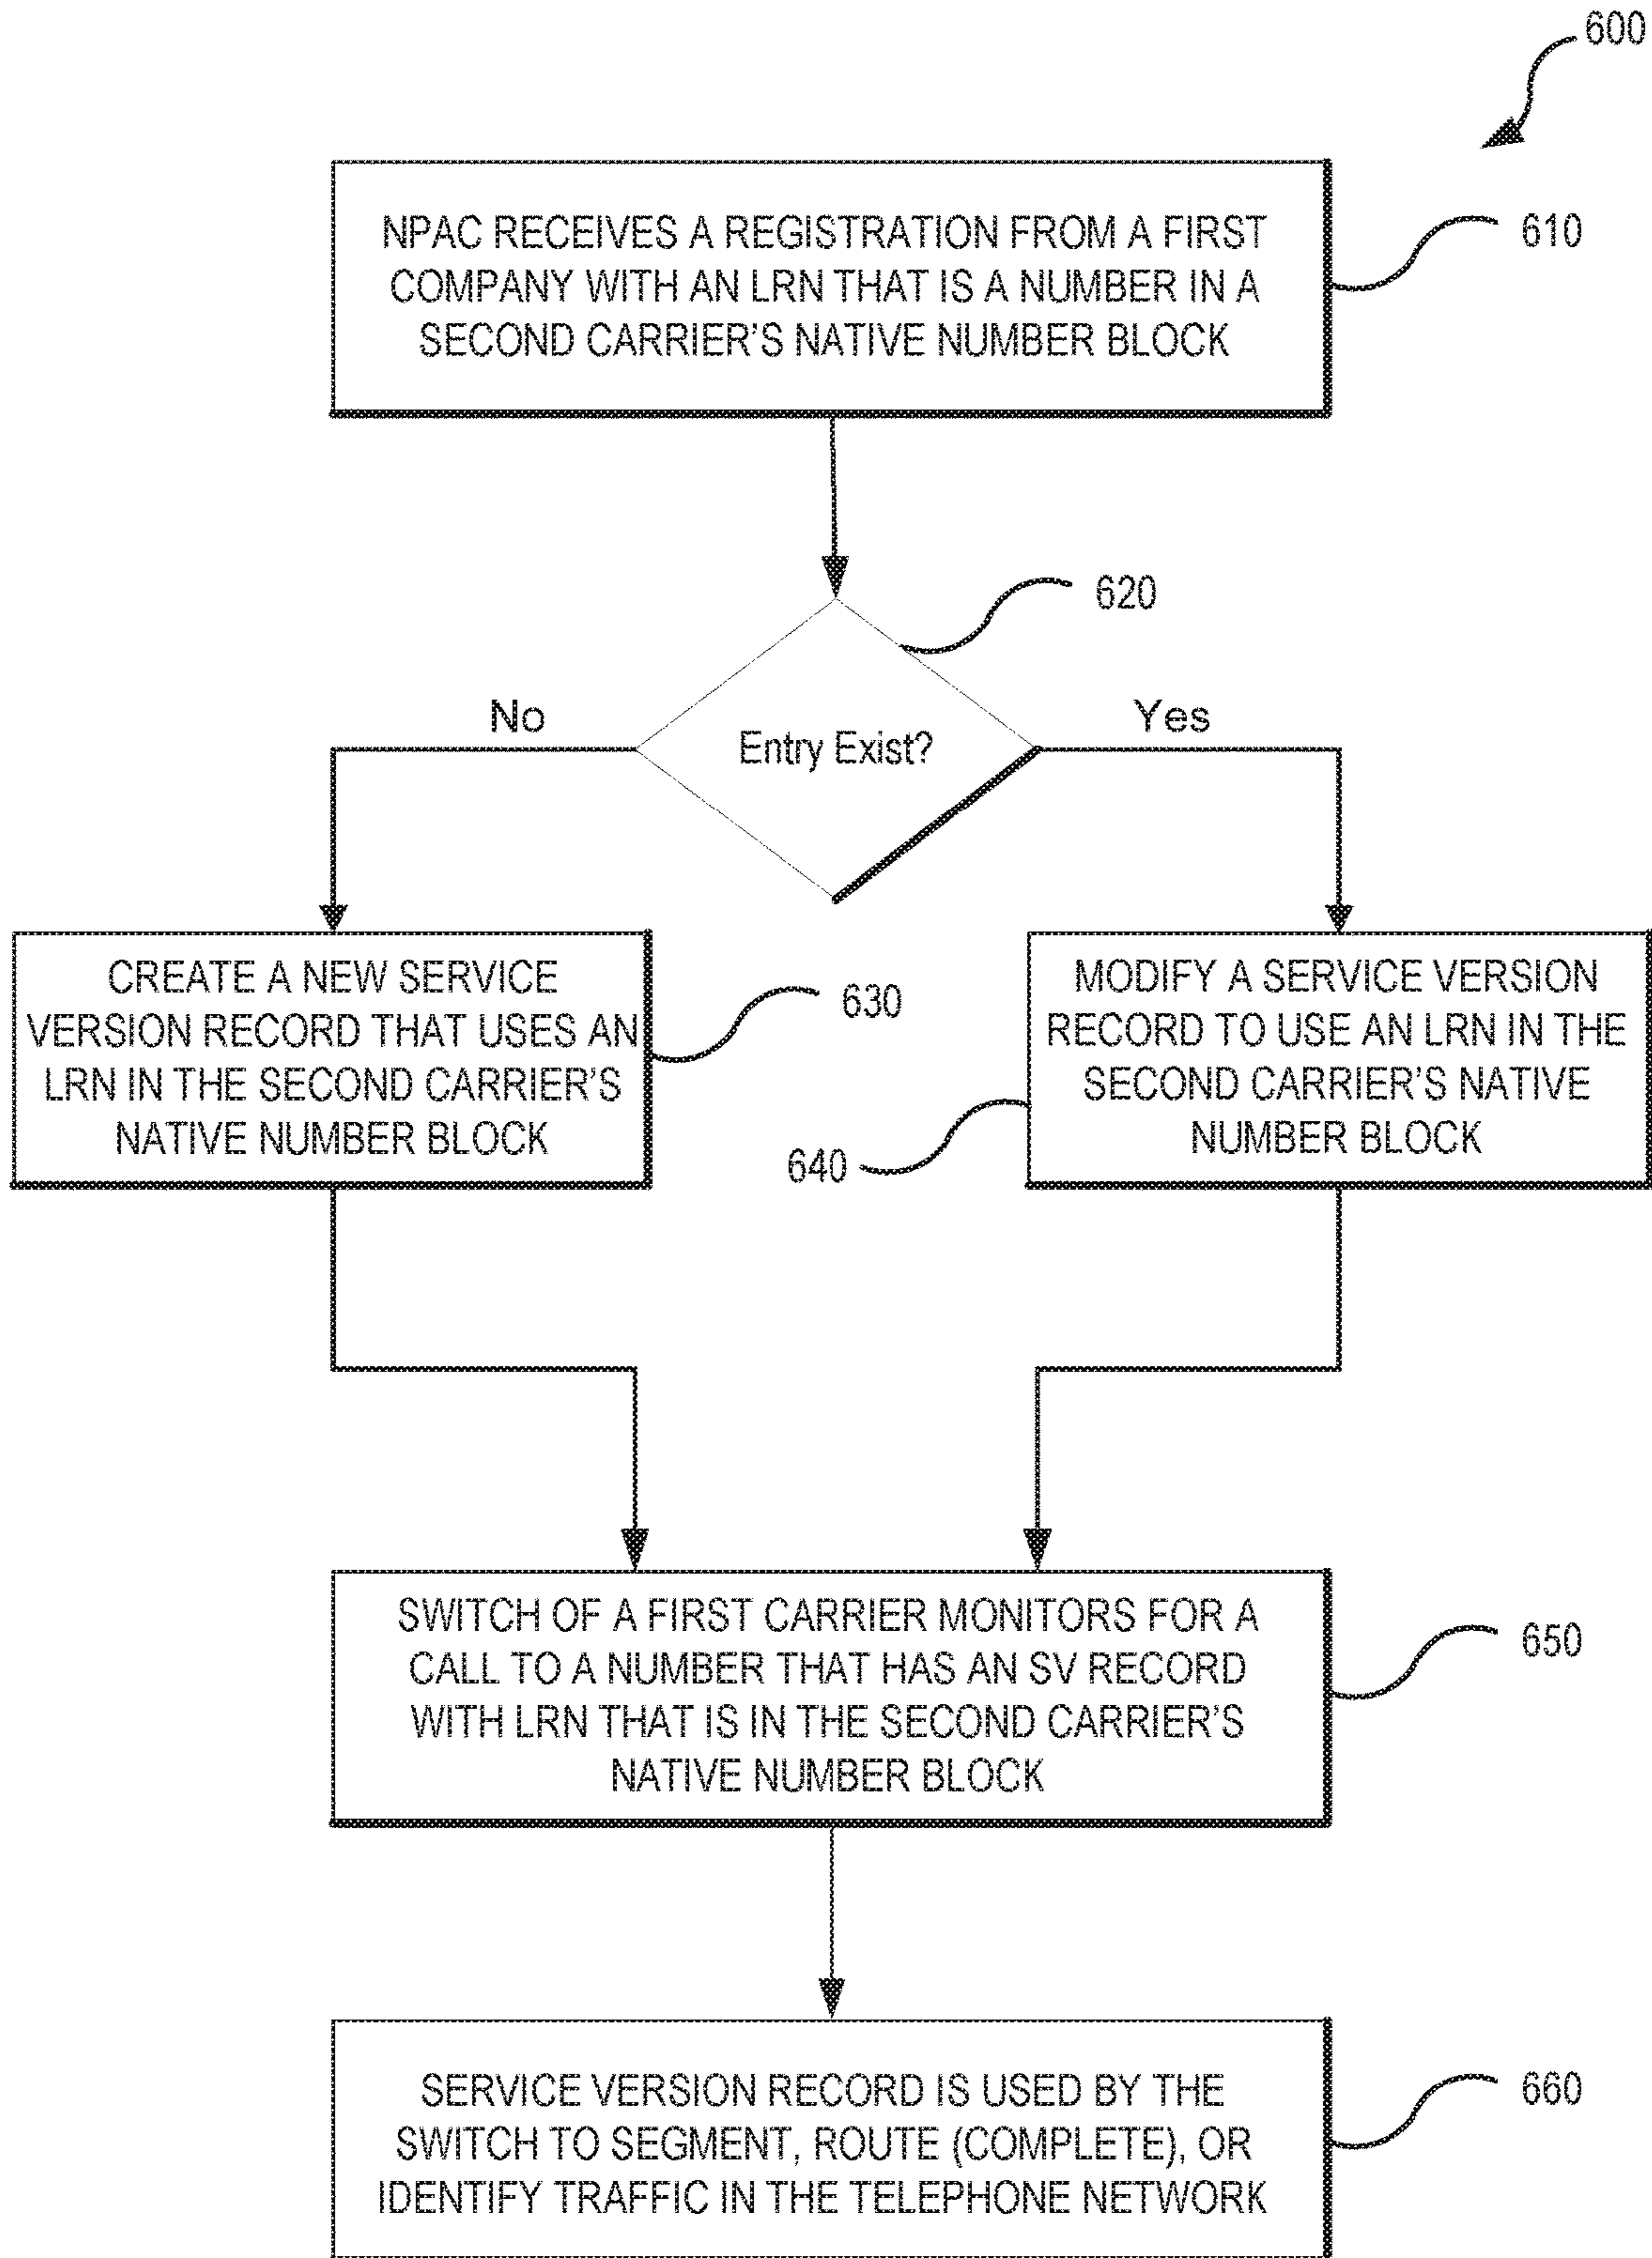 600
NPAC RECEIVES A REGISTRATION FROM A FIRST
COMPANY WITH AN LRN THAT IS A NUMBER IN A
SECOND CARRIER'S NATIVE NUMBER BLOCK
610
620
Entry Exist?
No
Yes
CREATE A NEW SERVICE
VERSION RECORD THAT USES AN
LRN IN THE SECOND CARRIER'S
NATIVE NUMBER BLOCK
630
MODIFY A SERVICE VERSION
RECORD TO USE AN LRN IN THE
SECOND CARRIER'S NATIVE
NUMBER BLOCK
640
SWITCH OF A FIRST CARRIER MONITORS FOR A
CALL TO A NUMBER THAT HAS AN SV RECORD
WITH LRN THAT IS IN THE SECOND CARRIER'S
NATIVE NUMBER BLOCK
650
SERVICE VERSION RECORD IS USED BY THE
SWITCH TO SEGMENT, ROUTE (COMPLETE), OR
IDENTIFY TRAFFIC IN THE TELEPHONE NETWORK
660